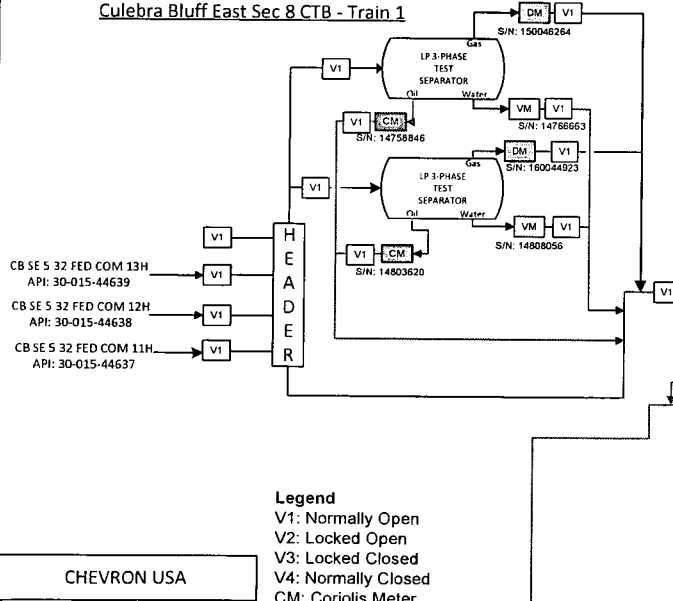 Culebra Bluff East Sec 8 CTB - Train 1
DM
V1
Gas
S/N: 150046264
LP 3-PHASE
TEST
SEPARATOR
V1
Oil
Water
VM
V1
S/N: 14766663
V1
CM
S/N: 14758846
DM
V1
Gas
S/N: 160044923
LP 3-PHASE
TEST
SEPARATOR
V1
Oil
Water
VM
V1
S/N: 14808056
V1
CM
S/N: 14803620
HEADER
V1
CB SE 5 32 FED COM 13H
API: 30-015-44639
V1
CB SE 5 32 FED COM 12H
API: 30-015-44638
V1
CB SE 5 32 FED COM 11H
API: 30-015-44637
V1
V1
Legend
V1: Normally Open
V2: Locked Open
V3: Locked Closed
V4: Normally Closed
CM: Coriolis Meter
CHEVRON USA